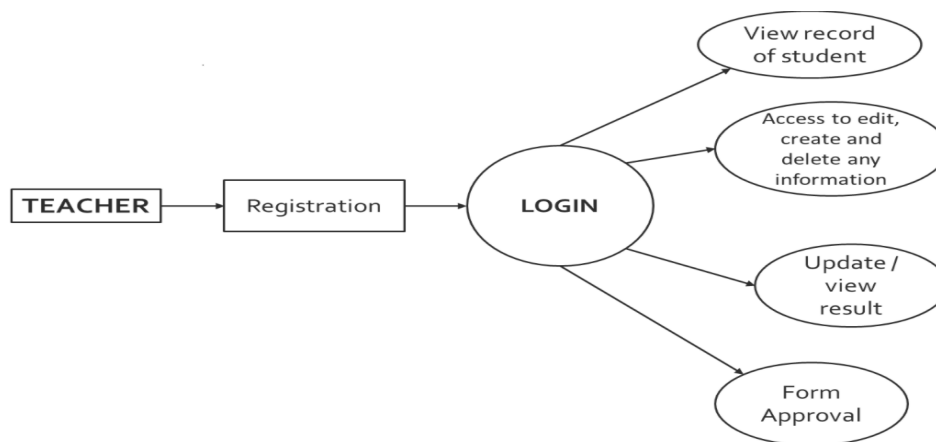 TEACHER
Registration
LOGIN
View record
of student
Access to edit,
create and
delete any
information
Update /
view
result
Form
Approval